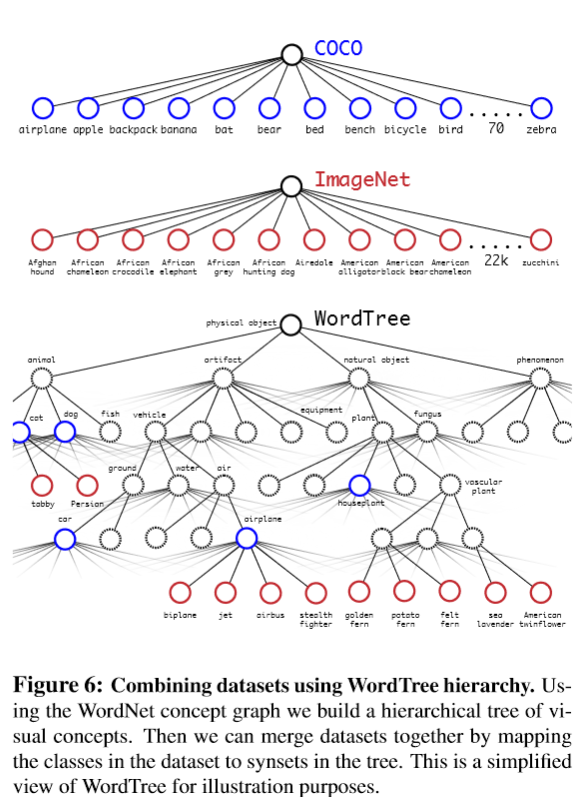 COCO
airplane apple backpack banana bat bear bed bench bicycle bird ..... 70 zebra
ImageNet
Afghan hound
African chameleon
African crocodile
African elephant
African grey
African hunting dog
Airedale
American alligator
American black bear
American chameleon
..... 22k
zucchini
WordTree
physical object
animal artifact natural object phenomenon
cat dog fish vehicle equipment plant fungus
ground water air
tabby Persian houseplant vascular plant
car airplane
biplane jet airbus stealth fighter golden fern potato fern felt fern sea lavender American twinflower
Figure 6: Combining datasets using WordTree hierarchy. Us-
ing the WordNet concept graph we build a hierarchical tree of vi-
sual concepts. Then we can merge datasets together by mapping
the classes in the dataset to synsets in the tree. This is a simplified
view of WordTree for illustration purposes.